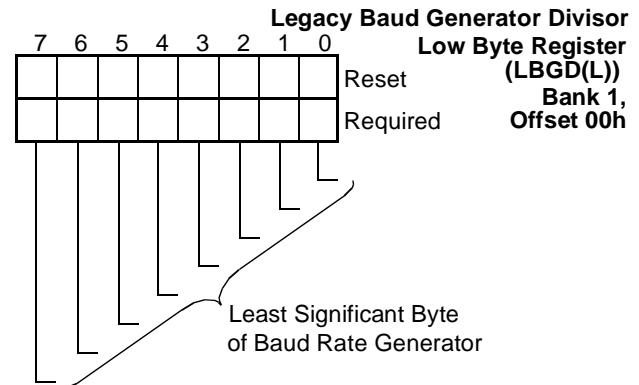 Legacy Baud Generator Divisor
Low Byte Register
(LBGD(L))
Bank 1,
Offset 00h
7 6 5 4 3 2 1 0
Reset
Required
Least Significant Byte
of Baud Rate Generator